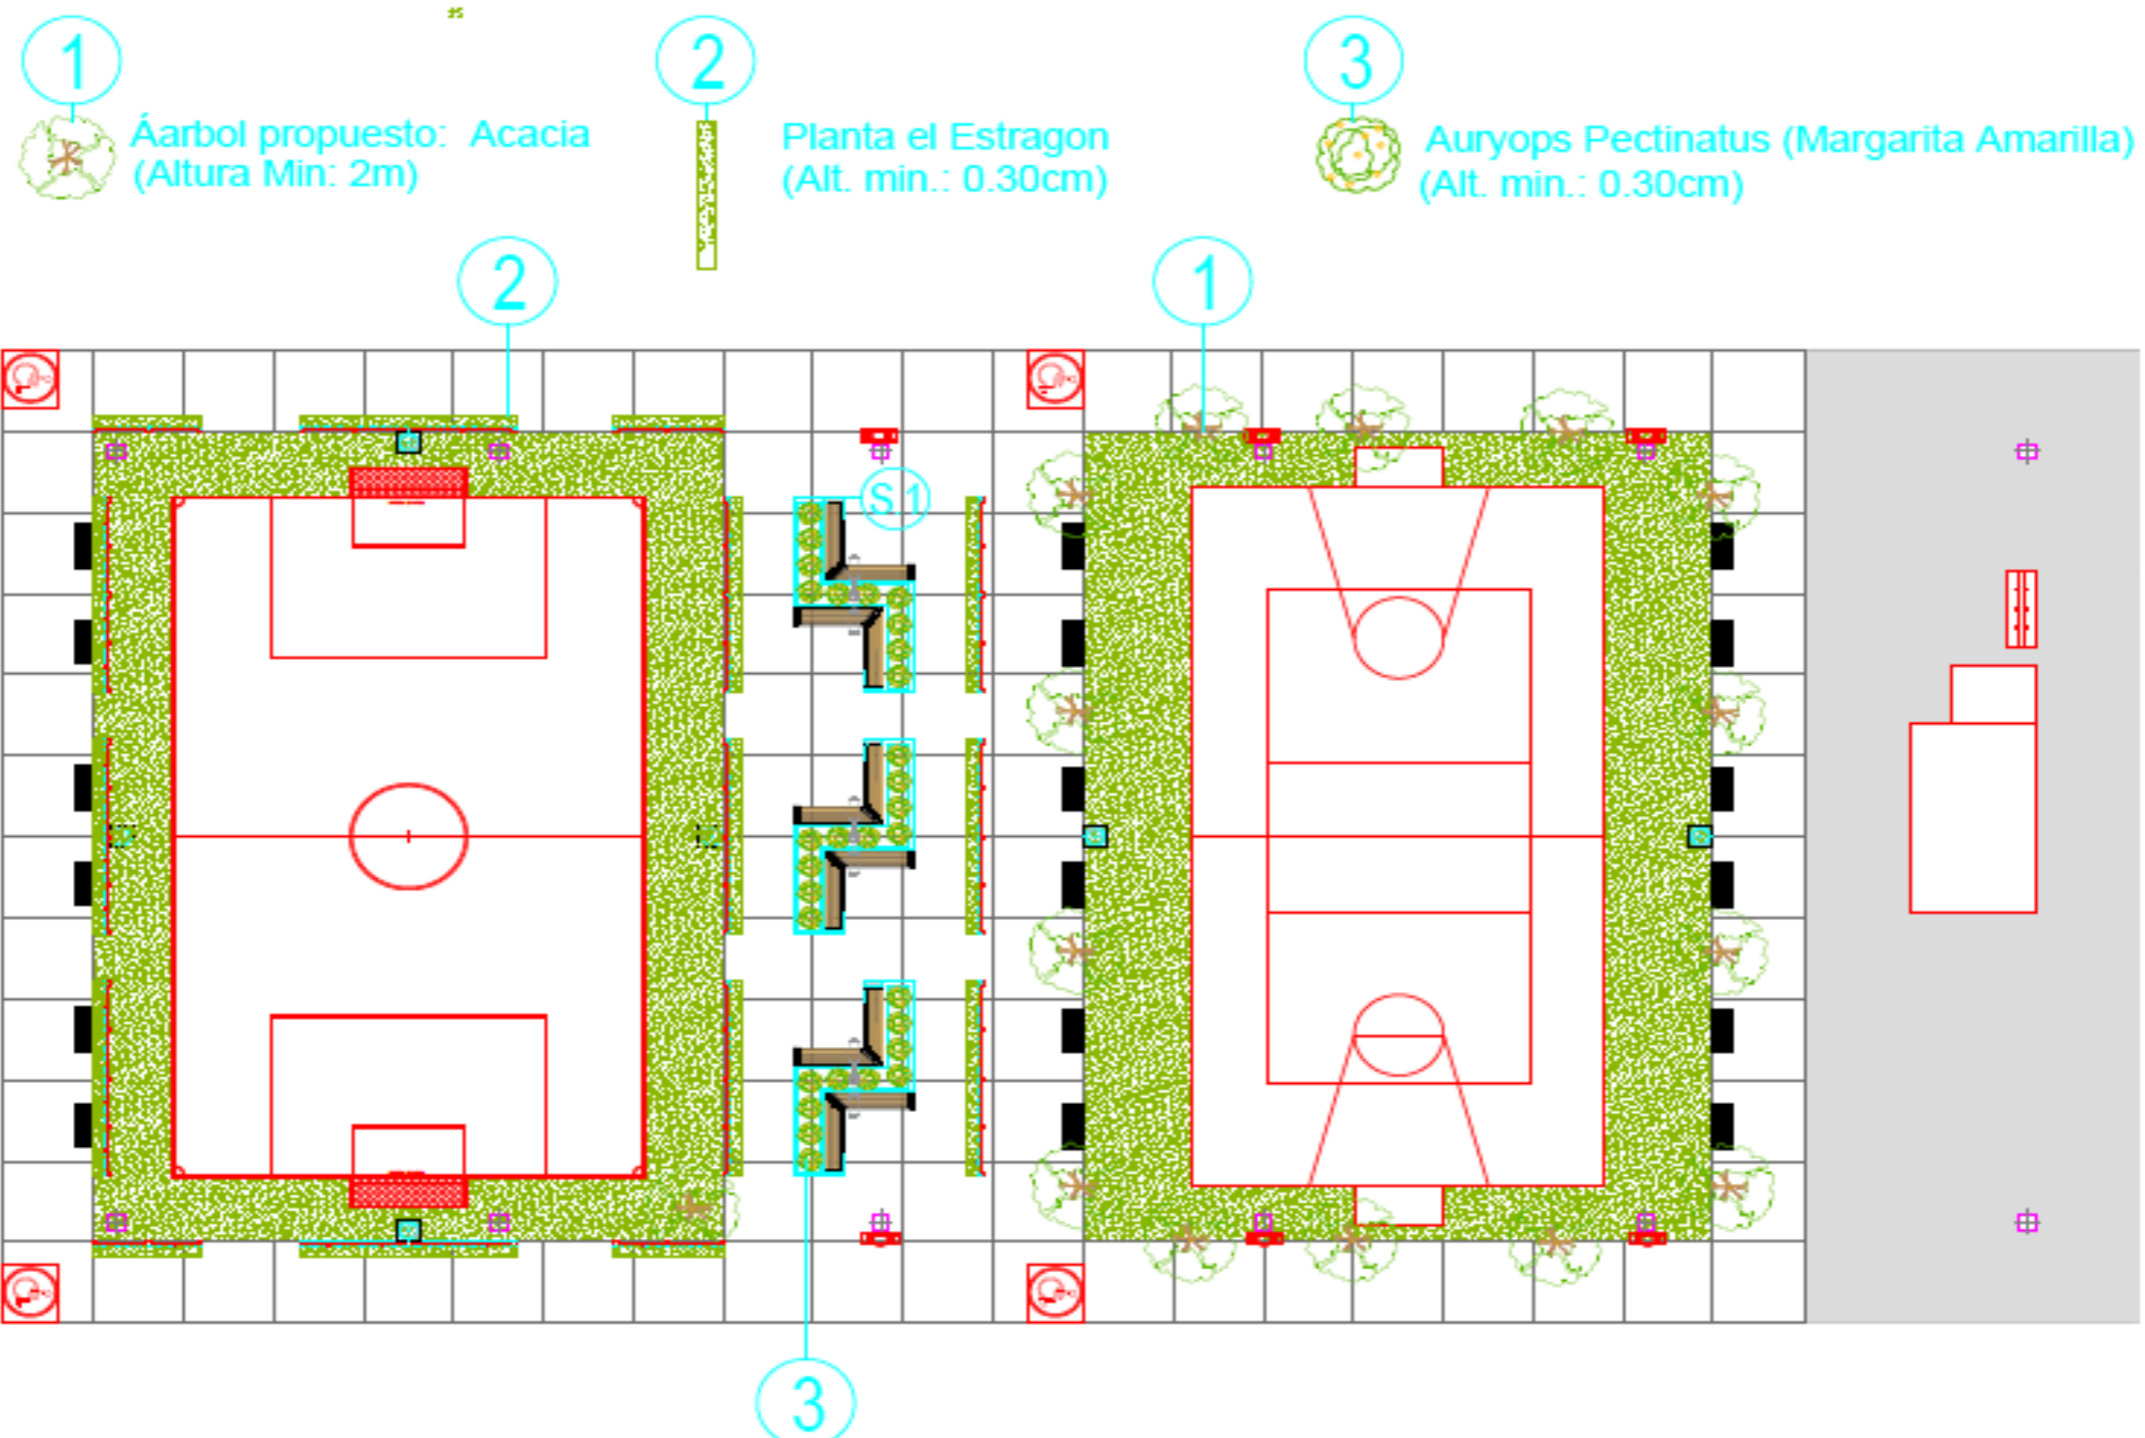 1
2
3
Áarbol propuesto: Acacia
(Altura Min: 2m)
Planta el Estragon
(Alt. min.: 0.30cm)
Auryops Pectinatus (Margarita Amarilla)
(Alt. min.: 0.30cm)
2
1
S.1
3